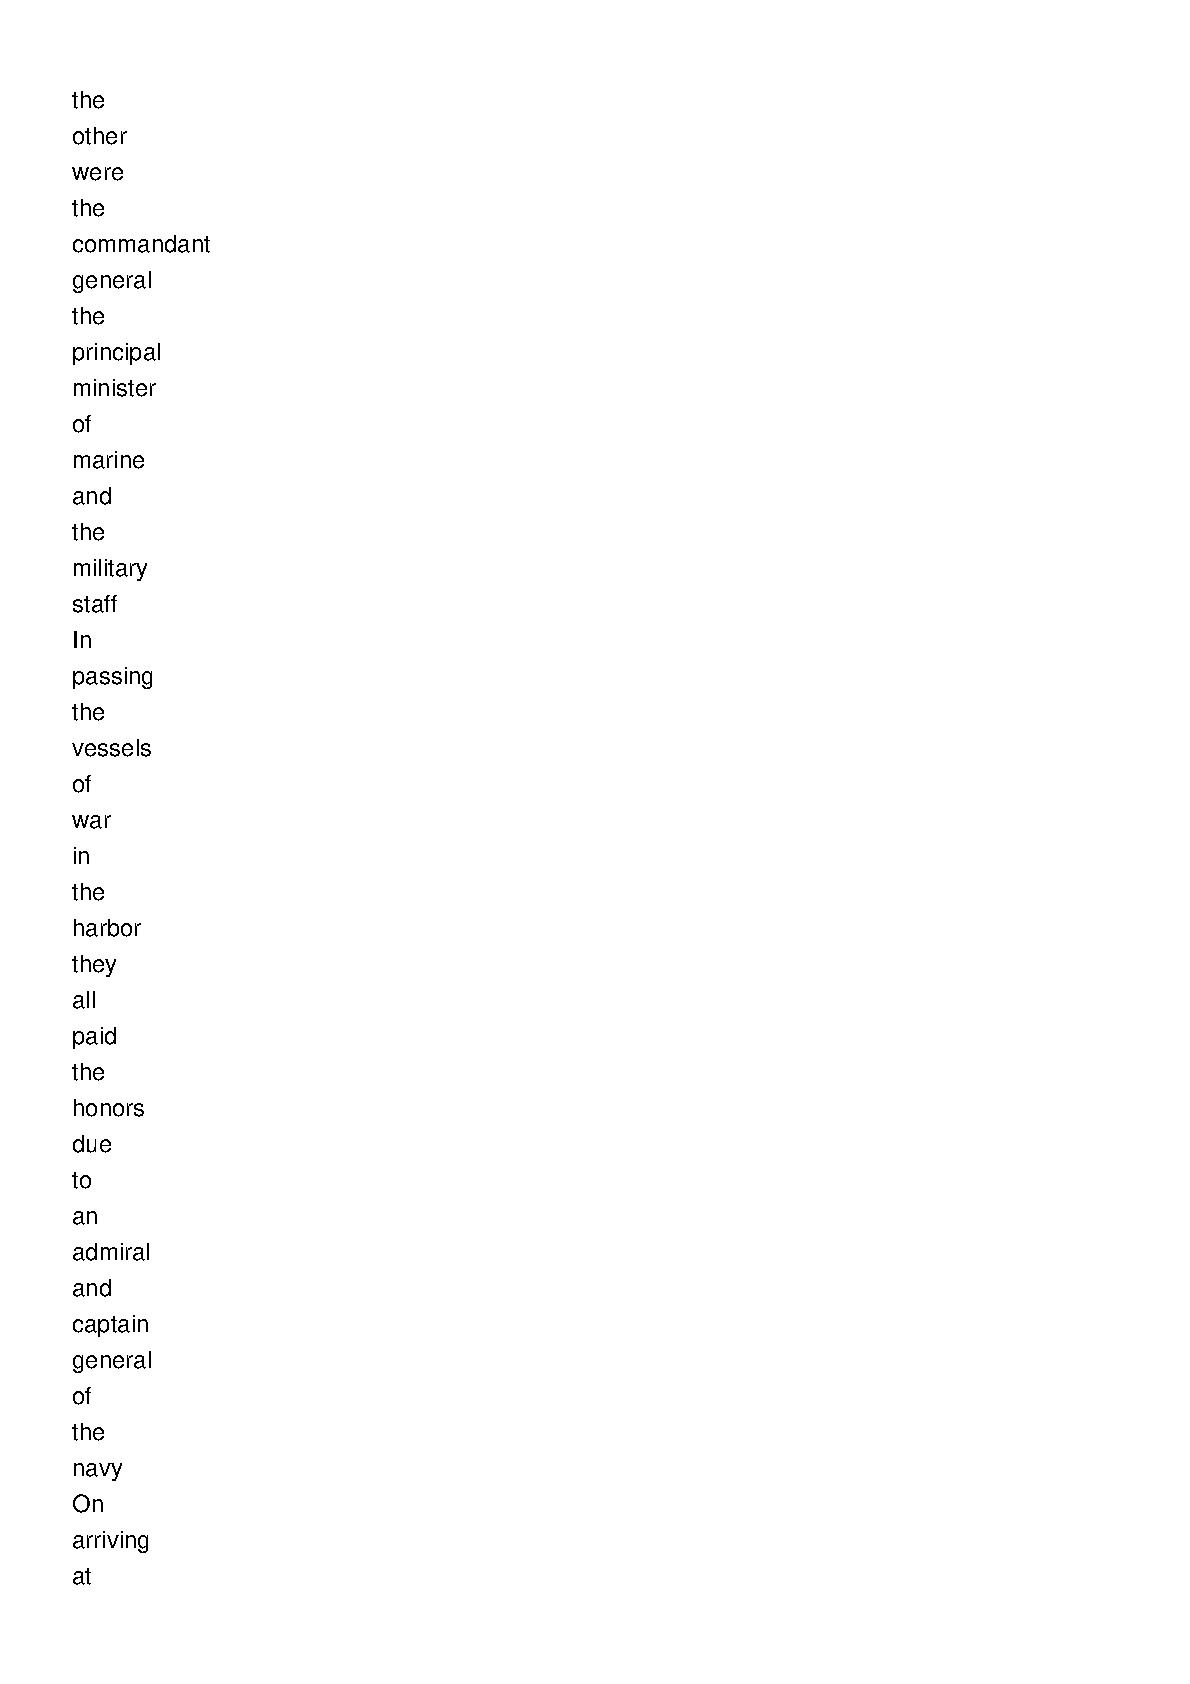 the
other
were
the
commandant
general
the
principal
minister
of
marine
and
the
military
staff
In
passing
the
vessels
of
war
in
the
harbor
they
all
paid
the
honors
due
to
an
admiral
and
captain
general
of
the
navy
On
arriving
at